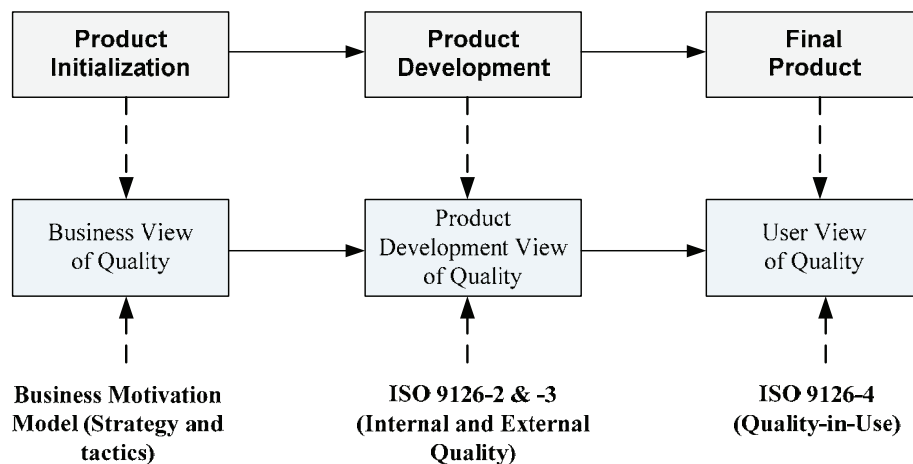 Product
Initialization
Product
Development
Final
Product
Business View
of Quality
Product
Development View
of Quality
User View
of Quality
Business Motivation
Model (Strategy and
tactics)
ISO 9126-2 & -3
(Internal and External
Quality)
ISO 9126-4
(Quality-in-Use)